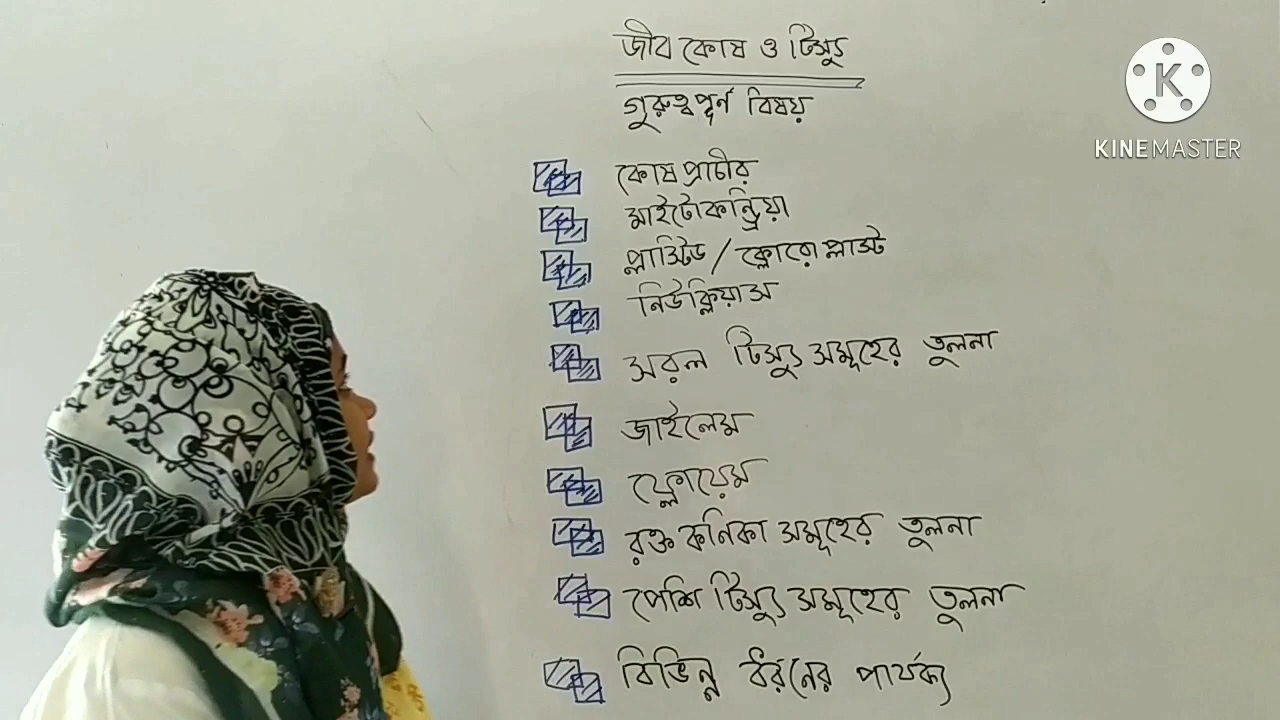 জীব কোষ ও টিস্যু
গুরুত্বপূর্ন বিষয়
K
KINEMASTER
কোষ প্রাচীর
মাইটোকন্ড্রিয়া
প্লাস্টিড / ক্লোরোপ্লাস্ট
নিউক্লিয়াস
সরল টিস্যু সমূহের তুলনা
জাইলেম
ফ্লোয়েম
রক্ত কনিকা সমূহের তুলনা
পেশি টিস্যু সমূহের তুলনা
বিভিন্ন ধরনের পার্থক্য